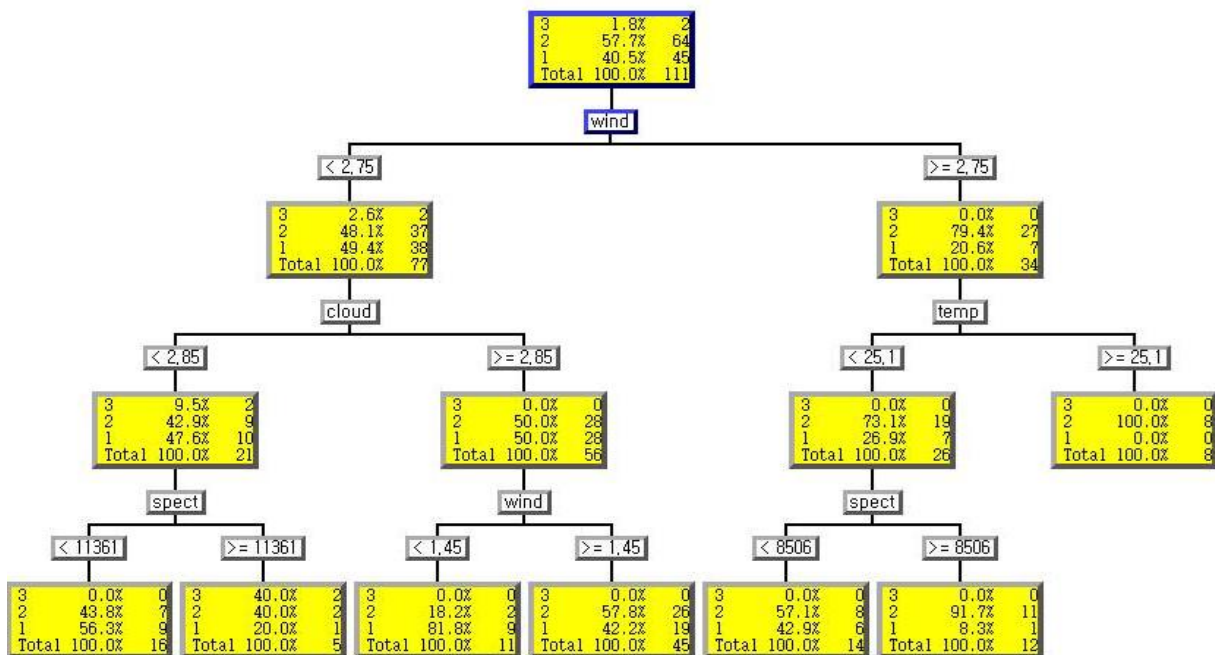 3 1.8% 2
2 57.7% 64
1 40.5% 45
Total 100.0% 111
wind
< 2,75
>= 2,75
3 2.6% 2
2 48.1% 37
1 49.4% 38
Total 100.0% 77
3 0.0% 0
2 79.4% 27
1 20.6% 7
Total 100.0% 34
cloud
temp
< 2,85
>= 2,85
< 25,1
>= 25,1
3 9.5% 2
2 42.9% 9
1 47.6% 10
Total 100.0% 21
3 0.0% 0
2 50.0% 28
1 50.0% 28
Total 100.0% 56
3 0.0% 0
2 73.1% 19
1 26.9% 7
Total 100.0% 26
3 0.0% 0
2 100.0% 8
1 0.0% 0
Total 100.0% 8
spect
wind
spect
< 11361
>= 11361
< 1,45
>= 1,45
< 8506
>= 8506
3 0.0% 0
2 43.8% 7
1 56.3% 9
Total 100.0% 16
3 40.0% 2
2 40.0% 2
1 20.0% 1
Total 100.0% 5
3 0.0% 0
2 18.2% 2
1 81.8% 9
Total 100.0% 11
3 0.0% 0
2 57.8% 26
1 42.2% 19
Total 100.0% 45
3 0.0% 0
2 57.1% 8
1 42.9% 6
Total 100.0% 14
3 0.0% 0
2 91.7% 11
1 8.3% 1
Total 100.0% 12